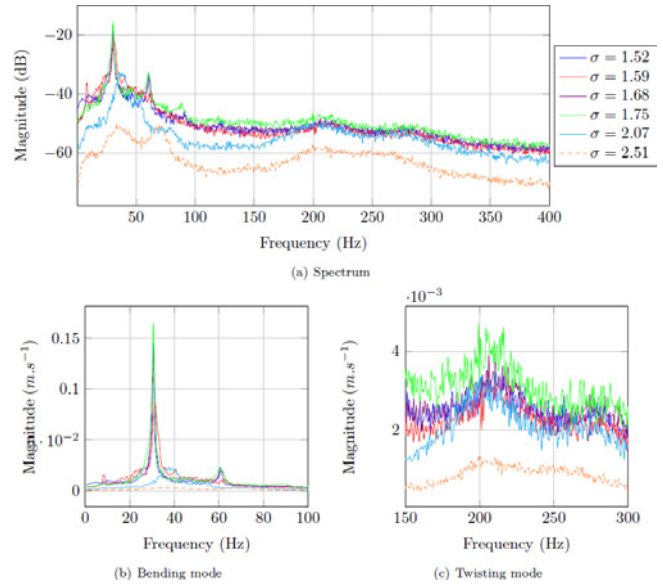 −20
−40
−60
Magnitude (dB)
50 100 150 200 250 300 350 400
Frequency (Hz)
σ = 1.52
σ = 1.59
σ = 1.68
σ = 1.75
σ = 2.07
σ = 2.51
(a) Spectrum
0.15
0.1
· 10⁻²
0
Magnitude (m.s⁻¹)
0 20 40 60 80 100
Frequency (Hz)
(b) Bending mode
·10⁻³
4
2
Magnitude (m.s⁻¹)
150 200 250 300
Frequency (Hz)
(c) Twisting mode